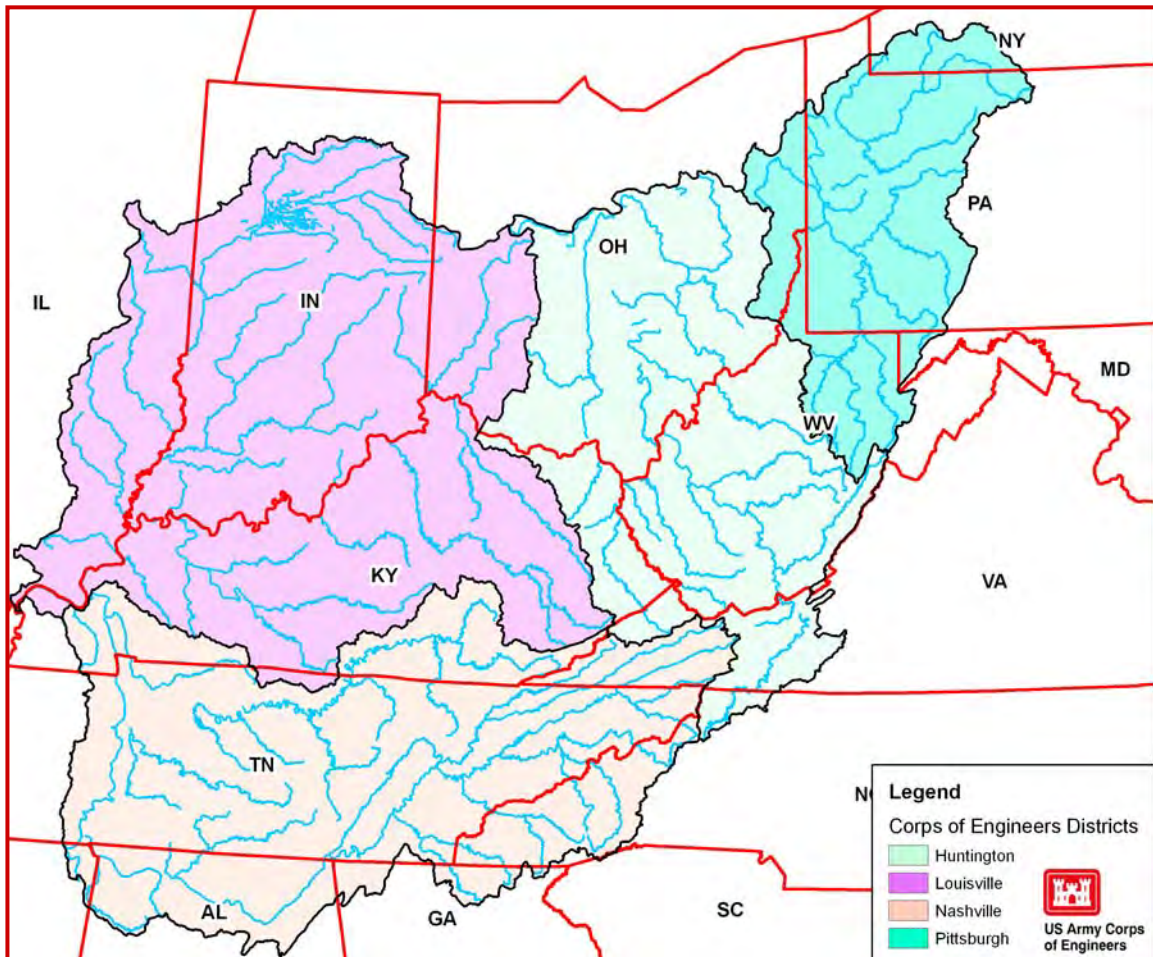 NY
PA
OH
IL
IN
MD
WV
VA
KY
TN
NC
AL
GA
SC
Legend
Corps of Engineers Districts
Huntington
Louisville
Nashville
Pittsburgh
US Army Corps
of Engineers